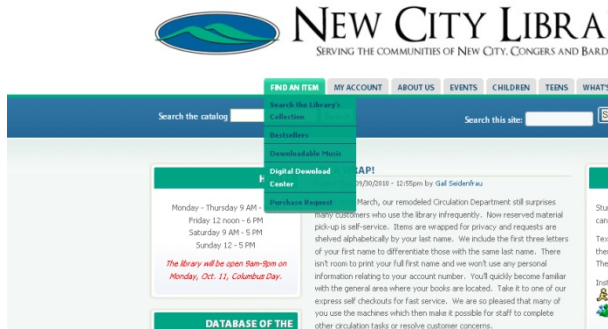 NEW CITY LIBRA
SERVING THE COMMUNITIES OF NEW CITY, CONGERS AND BARD
FIND AN ITEM MY ACCOUNT ABOUT US EVENTS CHILDREN TEENS WHAT'S
Search the Library's
Collection
Bestsellers
Downloadable Music
Digital Download
Center
Purchase Request
Search the catalog
Search this site:
S
H
Monday - Thursday 9 AM -
Friday 12 noon - 6 PM
Saturday 9 AM - 5 PM
Sunday 12 - 5 PM
The library will be open 9am-9pm on
Monday, Oct. 11, Columbus Day.
DATABASE OF THE
RAP!
09/30/2010 - 12:55pm by Gail Seidenfrau
March, our remodeled Circulation Department still surprises
many customers who use the library infrequently. Now reserved material
pick-up is self-service. Items are wrapped for privacy and requests are
shelved alphabetically by your last name. We include the first three letters
of your first name to differentiate those with the same last name. There
isn't room to print your full first name and we won't use any personal
information relating to your account number. You'll quickly become familiar
with the general area where your books are located. Take it to one of our
express self checkouts for fast service. We are so pleased that many of
you use the machines which then make it possible for staff to complete
other circulation tasks or resolve customer concerns.
Stu
can
Tex
the
The
Inst